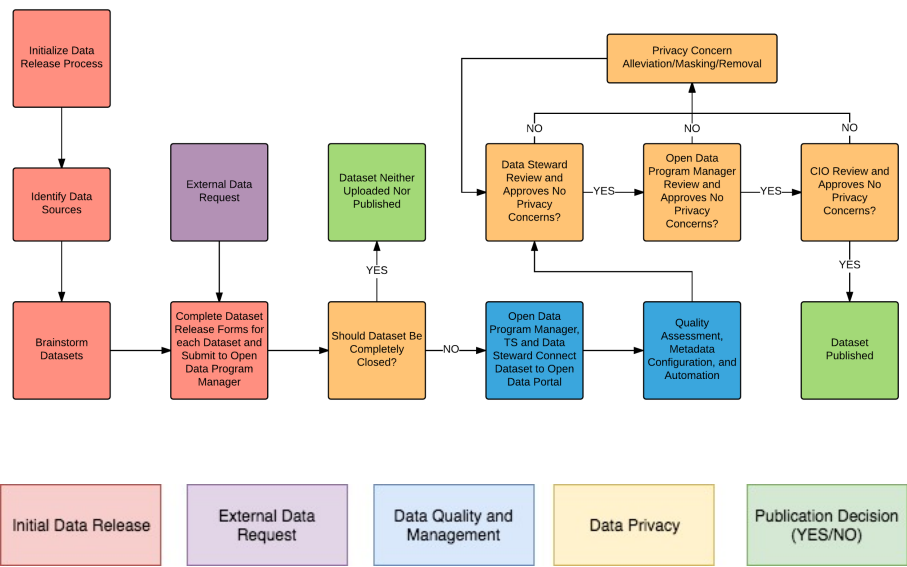 Initialize Data
Release Process
Privacy Concern
Alleviation/Masking/Removal
NO
NO
NO
Identify Data
Sources
External Data
Request
Dataset Neither
Uploaded Nor
Published
Data Steward
Review and
Approves No
Privacy
Concerns?
YES
Open Data
Program Manager
Review and
Approves No
Privacy
Concerns?
YES
CIO Review and
Approves No
Privacy
Concerns?
YES
YES
Brainstorm
Datasets
Complete Dataset
Release Forms for
each Dataset and
Submit to Open
Data Program
Manager
Should Dataset Be
Completely
Closed?
NO
Open Data
Program Manager,
TS and Data
Steward Connect
Dataset to Open
Data Portal
Quality
Assessment,
Metadata
Configuration, and
Automation
Dataset
Published
Initial Data Release
External Data
Request
Data Quality and
Management
Data Privacy
Publication Decision
(YES/NO)